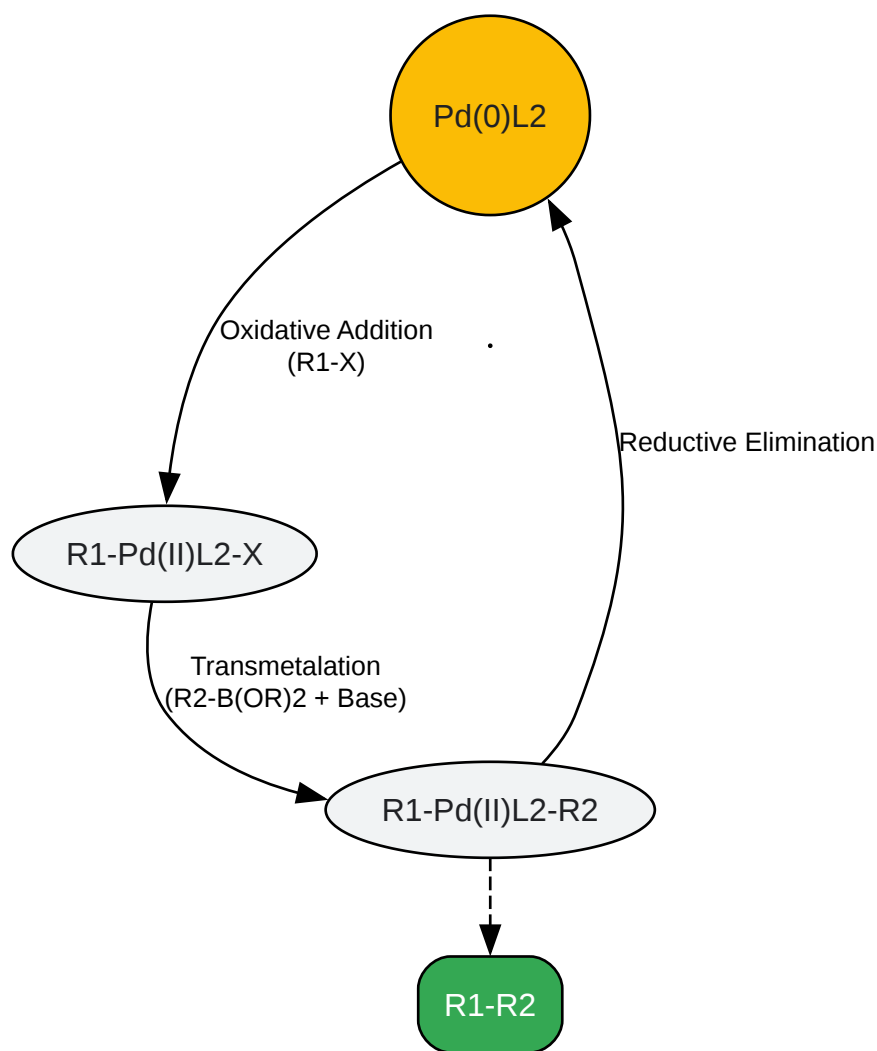 Pd(0)L2
Oxidative Addition
(R1-X)
Reductive Elimination
R1-Pd(II)L2-X
Transmetalation
(R2-B(OR)2 + Base)
R1-Pd(II)L2-R2
R1-R2